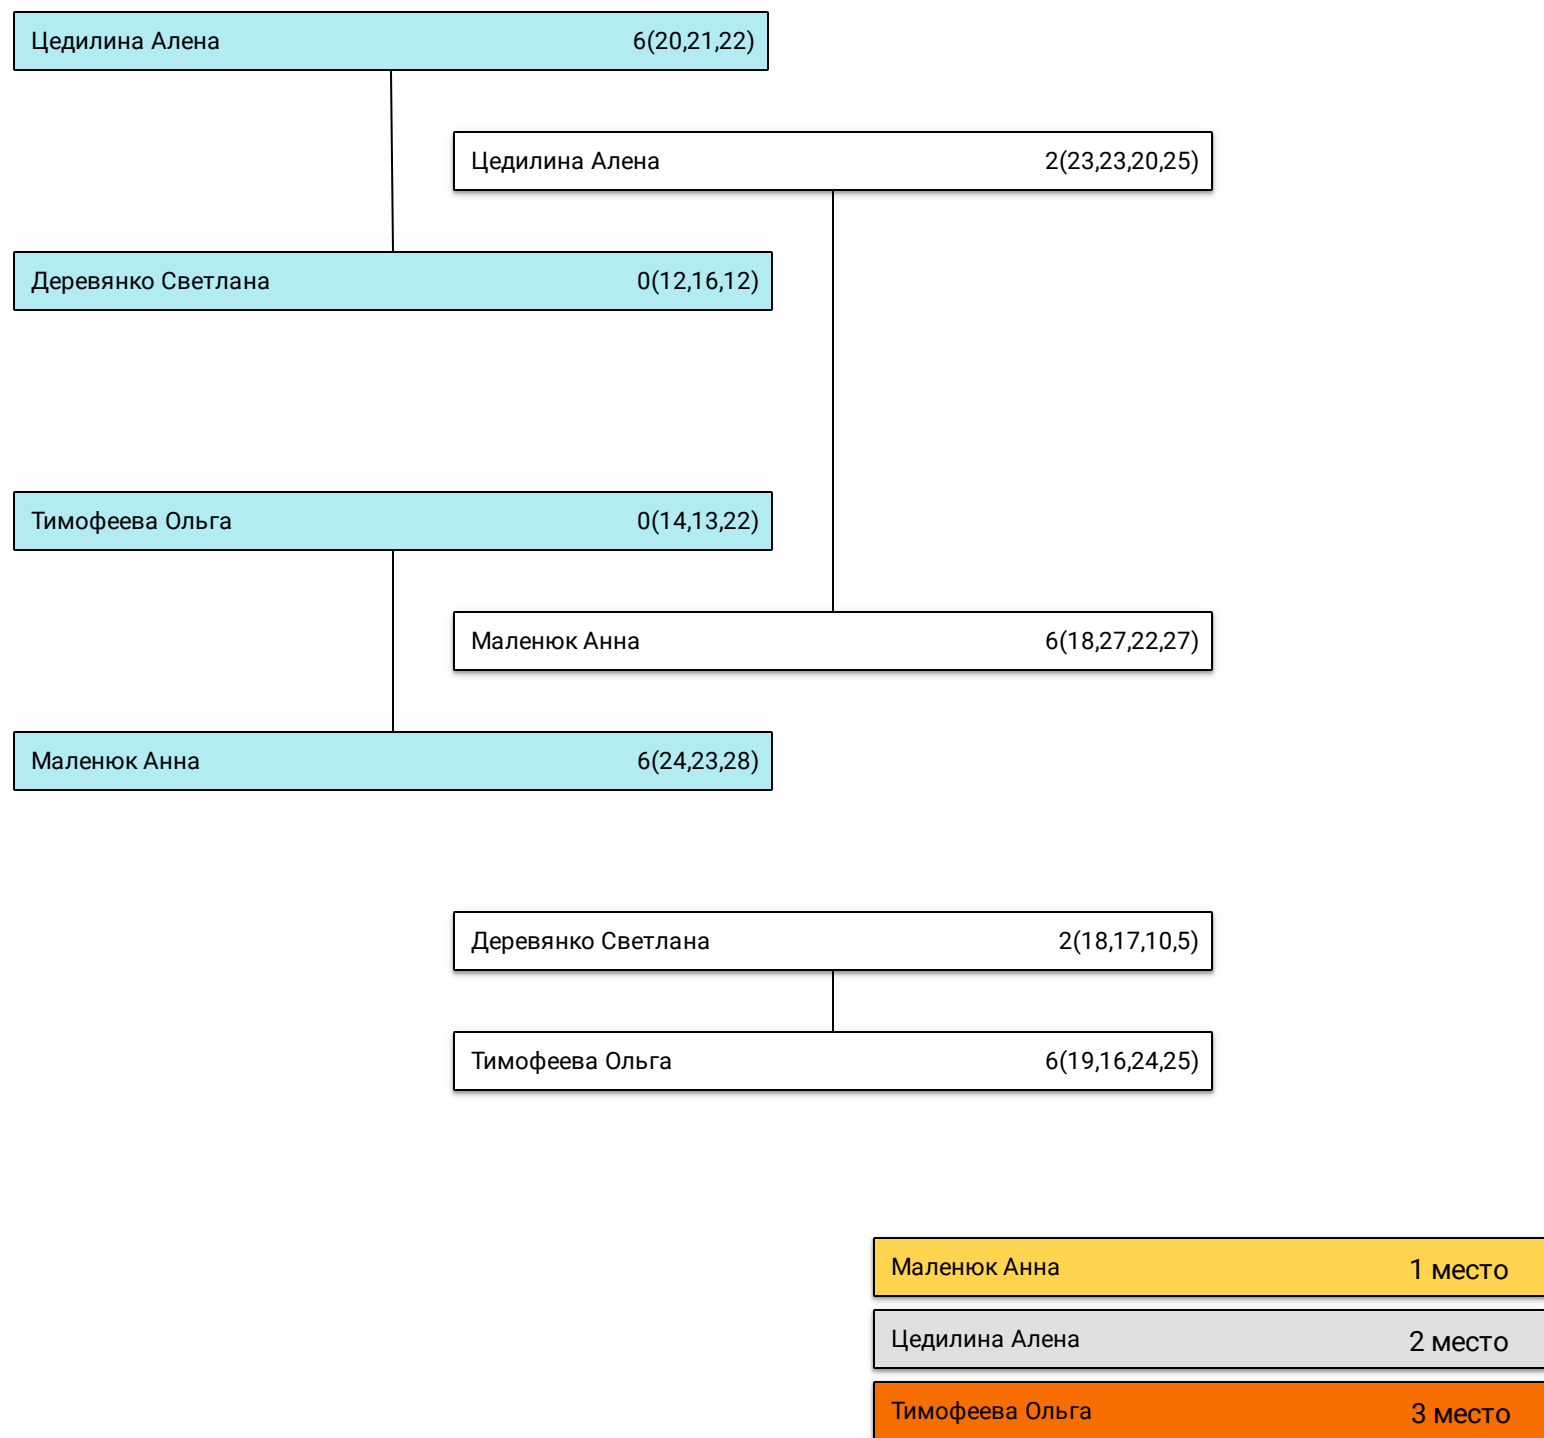 Цедилина Алена 6(20,21,22)
Цедилина Алена 2(23,23,20,25)
Деревянко Светлана 0(12,16,12)
Тимофеева Ольга 0(14,13,22)
Маленюк Анна 6(18,27,22,27)
Маленюк Анна 6(24,23,28)
Деревянко Светлана 2(18,17,10,5)
Тимофеева Ольга 6(19,16,24,25)
Маленюк Анна 1 место
Цедилина Алена 2 место
Тимофеева Ольга 3 место